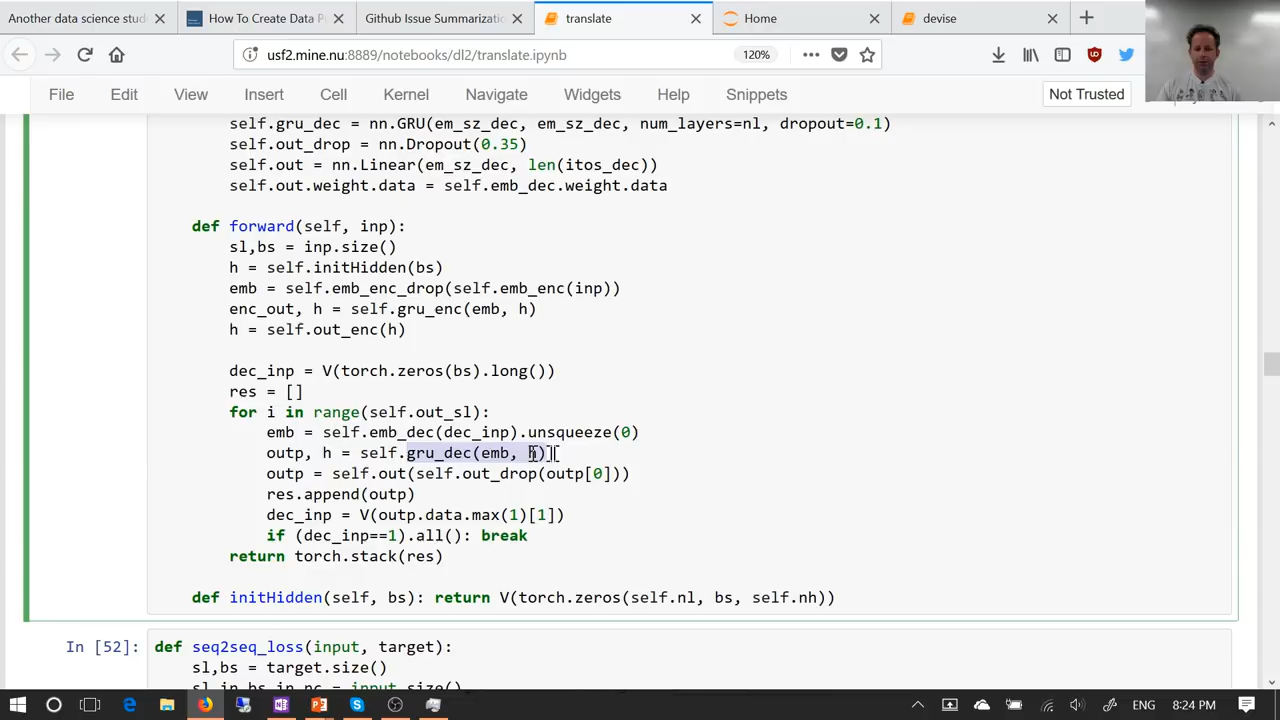 Another data science stud
How To Create Data P
Github Issue Summarizatio
translate
Home
devise
usf2.mine.nu:8889/notebooks/dl2/translate.ipynb
120%
File Edit View Insert Cell Kernel Navigate Widgets Help Snippets
Not Trusted
self.gru_dec = nn.GRU(em_sz_dec, em_sz_dec, num_layers=nl, dropout=0.1)
self.out_drop = nn.Dropout(0.35)
self.out = nn.Linear(em_sz_dec, len(itos_dec))
self.out.weight.data = self.emb_dec.weight.data
def forward(self, inp):
sl,bs = inp.size()
h = self.initHidden(bs)
emb = self.emb_enc_drop(self.emb_enc(inp))
enc_out, h = self.gru_enc(emb, h)
h = self.out_enc(h)
dec_inp = V(torch.zeros(bs).long())
res = []
for i in range(self.out_sl):
emb = self.emb_dec(dec_inp).unsqueeze(0)
outp, h = self.gru_dec(emb, h)
outp = self.out(self.out_drop(outp[0]))
res.append(outp)
dec_inp = V(outp.data.max(1)[1])
if (dec_inp==1).all(): break
return torch.stack(res)
def initHidden(self, bs): return V(torch.zeros(self.nl, bs, self.nh))
In [52]: def seq2seq_loss(input, target):
sl,bs = target.size()
sl_in,bs_in,nc = input.size()
ENG
8:24 PM